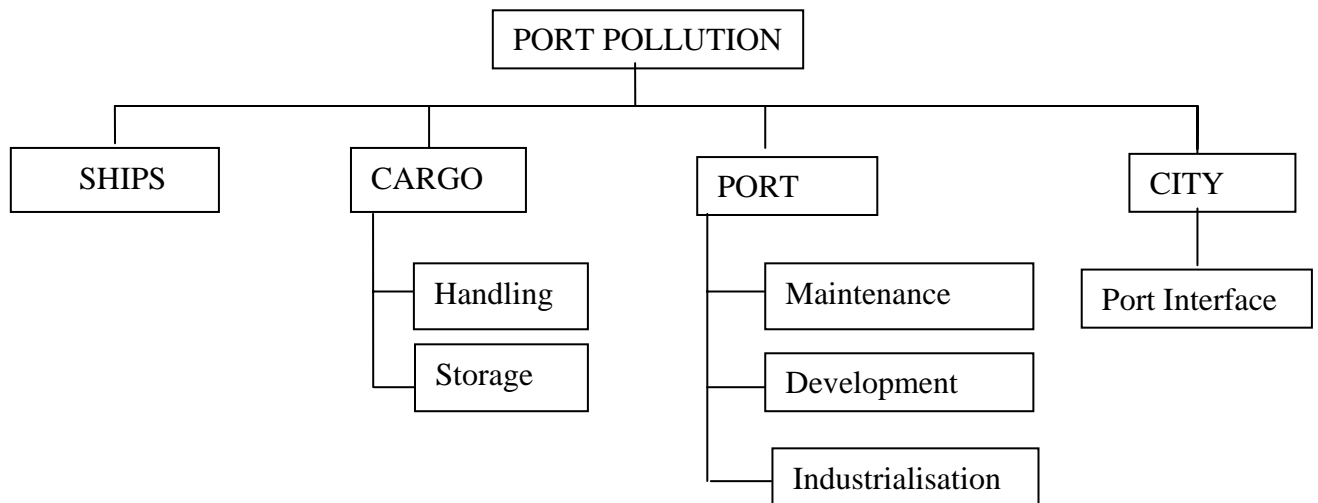 PORT POLLUTION
SHIPS
CARGO
PORT
CITY
Handling
Storage
Maintenance
Development
Industrialisation
Port Interface